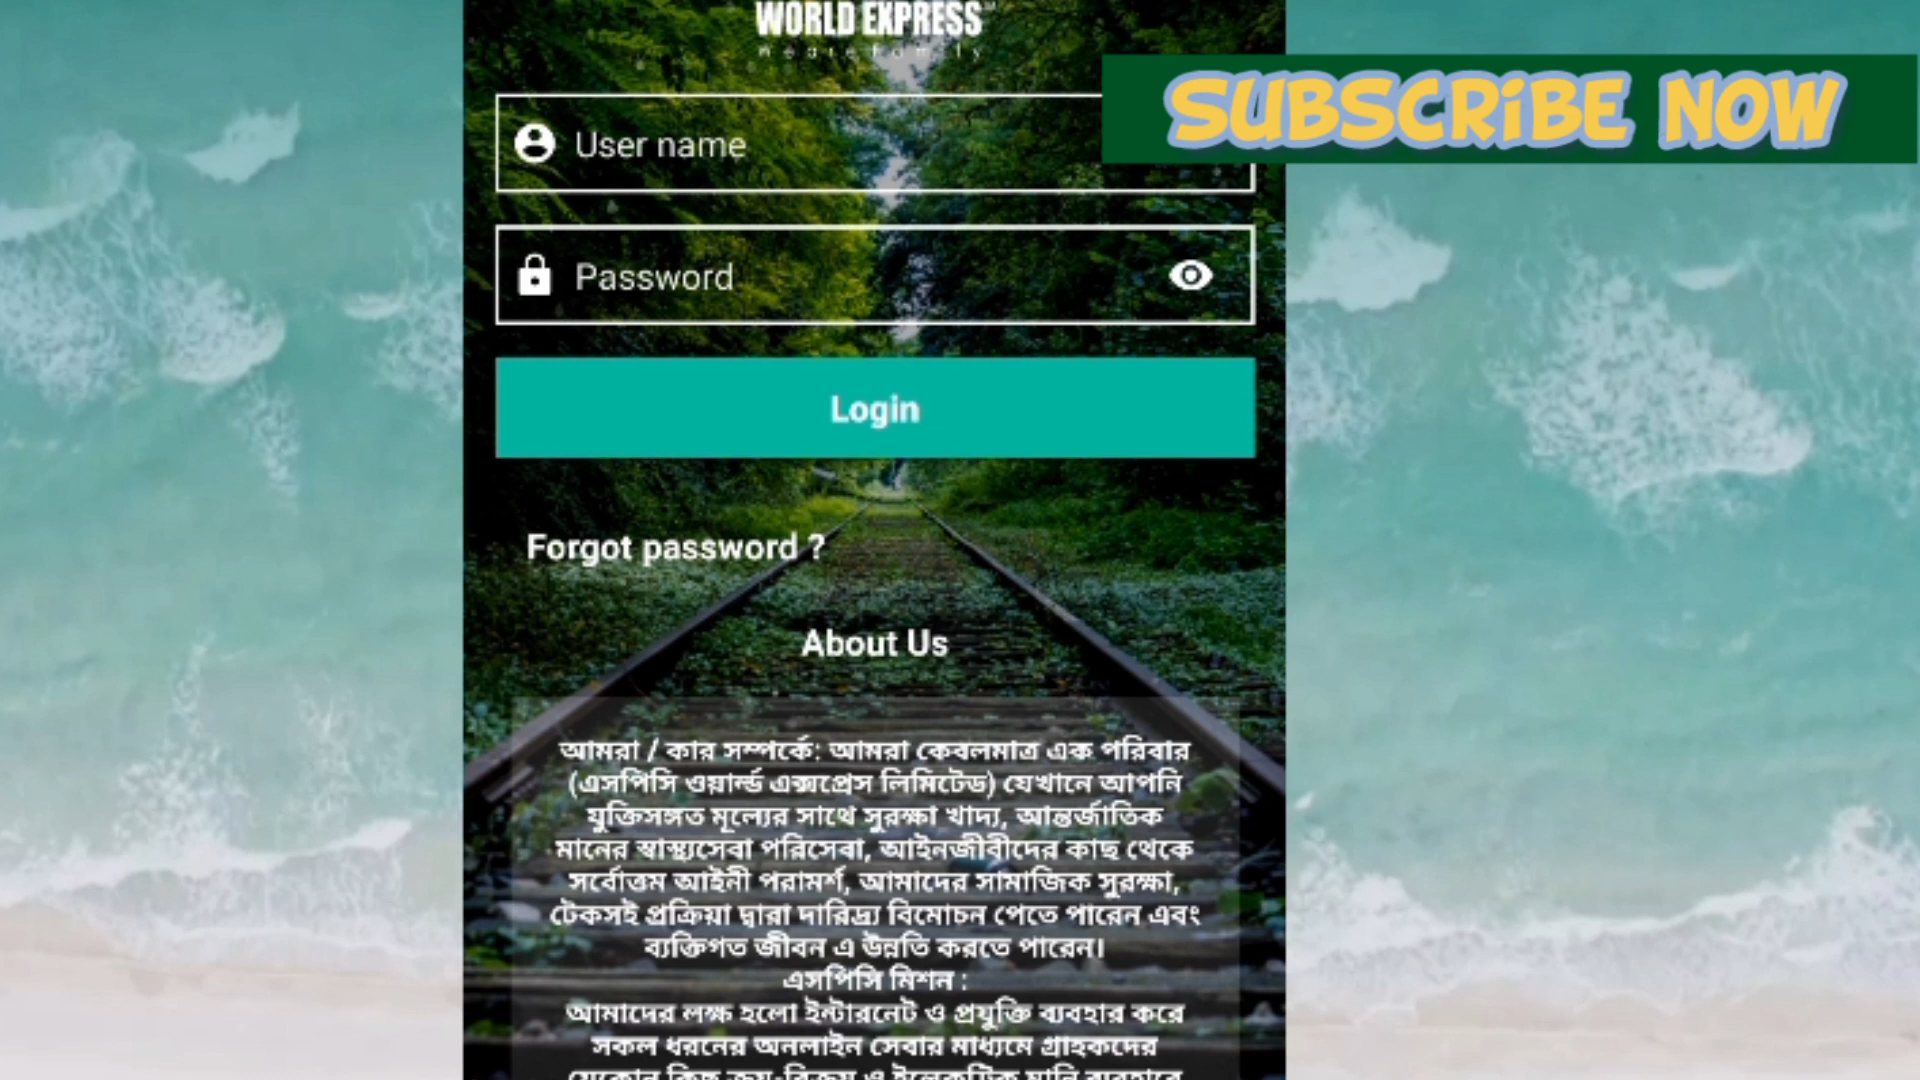 WORLD EXPRESS
We are family
SUBSCRIBE NOW
User name
Password
Login
Forgot password ?
About Us
আমরা / কার সম্পর্কে: আমরা কেবলমাত্র এক পরিবার
(এসপিসি ওয়ার্ল্ড এক্সপ্রেস লিমিটেড) যেখানে আপনি
যুক্তিসঙ্গত মূল্যের সাথে সুরক্ষা খাদ্য, আন্তর্জাতিক
মানের স্বাস্থ্যসেবা পরিসেবা, আইনজীবীদের কাছ থেকে
সর্বোত্তম আইনী পরামর্শ, আমাদের সামাজিক সুরক্ষা,
টেকসই প্রক্রিয়া দ্বারা দারিদ্র্য বিমোচন পেতে পারেন এবং
ব্যক্তিগত জীবন এ উন্নতি করতে পারেন।
এসপিসি মিশন :
আমাদের লক্ষ হলো ইন্টারনেট ও প্রযুক্তি ব্যবহার করে
সকল ধরনের অনলাইন সেবার মাধ্যমে গ্রাহকদের